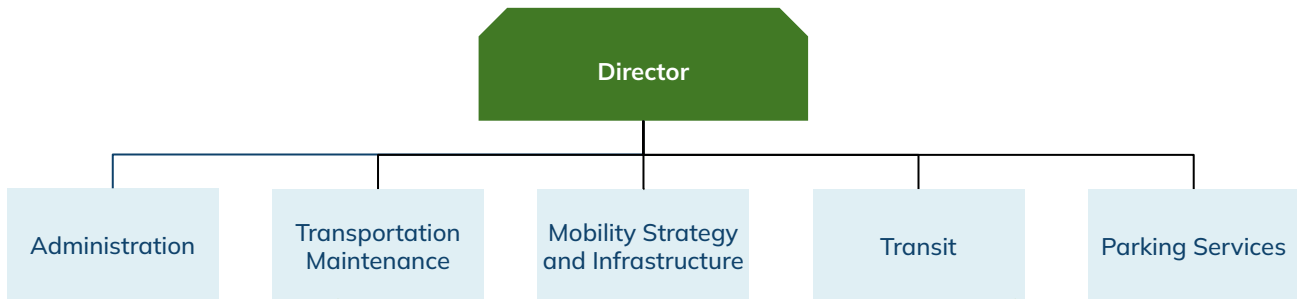 Director
Administration
Transportation
Maintenance
Mobility Strategy
and Infrastructure
Transit
Parking Services